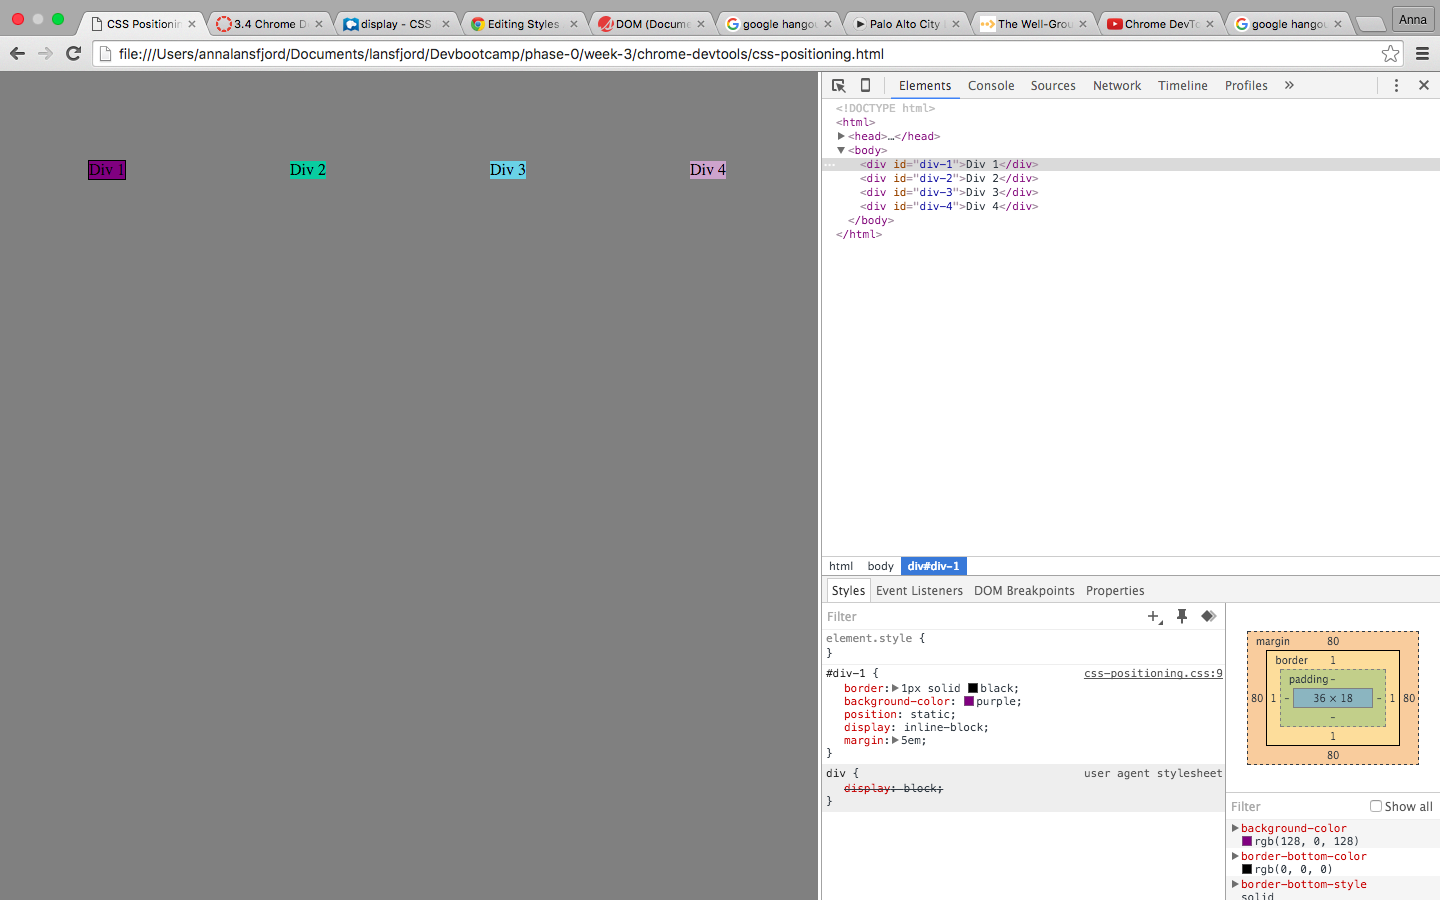 CSS Positionin
3.4 Chrome D
display - CSS
Editing Styles
DOM (Docume
google hangou
Palo Alto City
The Well-Grou
Chrome DevTo
google hangou
Anna
file:///Users/annalansfjord/Documents/lansfjord/Devbootcamp/phase-0/week-3/chrome-devtools/css-positioning.html
Div 1
Div 2
Div 3
Div 4
Elements Console Sources Network Timeline Profiles »
<!DOCTYPE html>
<html>
<head>…</head>
<body>
<div id="div-1">Div 1</div>
<div id="div-2">Div 2</div>
<div id="div-3">Div 3</div>
<div id="div-4">Div 4</div>
</body>
</html>
html body div#div-1
Styles Event Listeners DOM Breakpoints Properties
Filter
element.style {
}
#div-1 { css-positioning.css:9
border: 1px solid black;
background-color: purple;
position: static;
display: inline-block;
margin: 5em;
}
div { user agent stylesheet
display: block;
}
margin 80
border 1
padding -
80 1 - 36 × 18 - 1 80
-
1
80
Filter Show all
background-color
rgb(128, 0, 128)
border-bottom-color
rgb(0, 0, 0)
border-bottom-style
solid